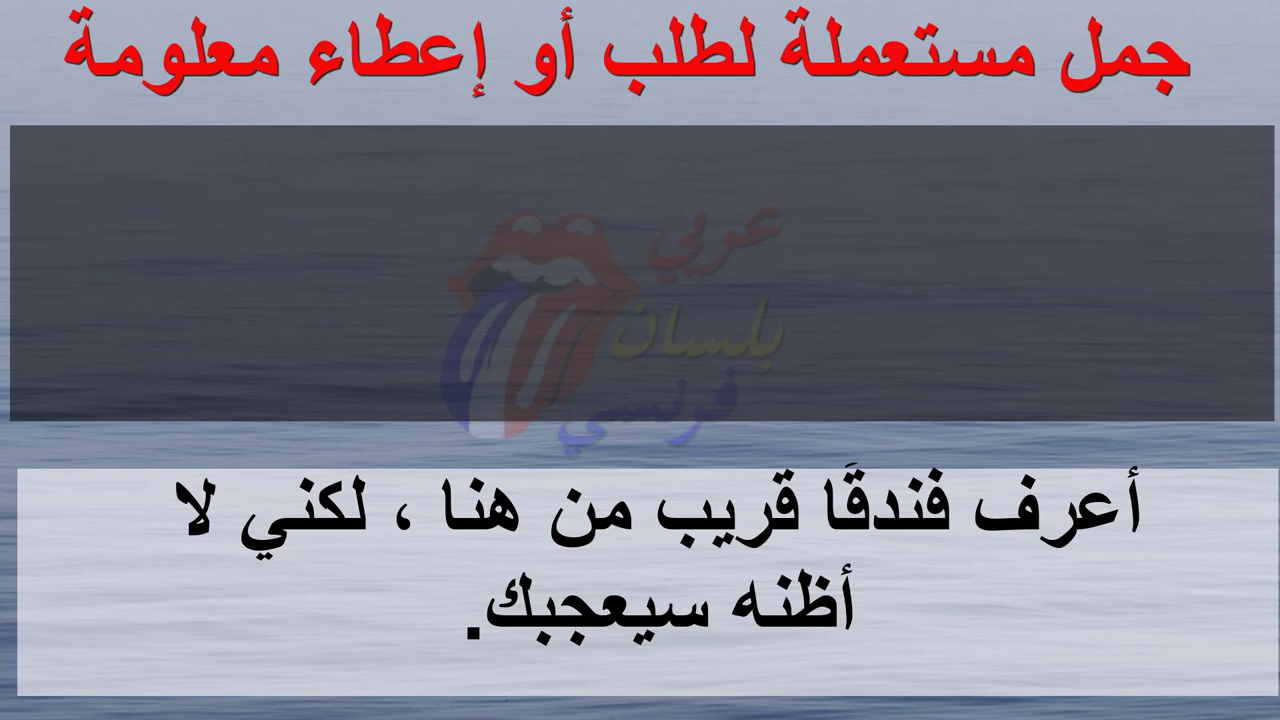 جمل مستعملة لطلب أو إعطاء معلومة
عربي
بلسان
فرنسي
أعرف فندقًا قريب من هنا ، لكني لا
أظنه سيعجبك.